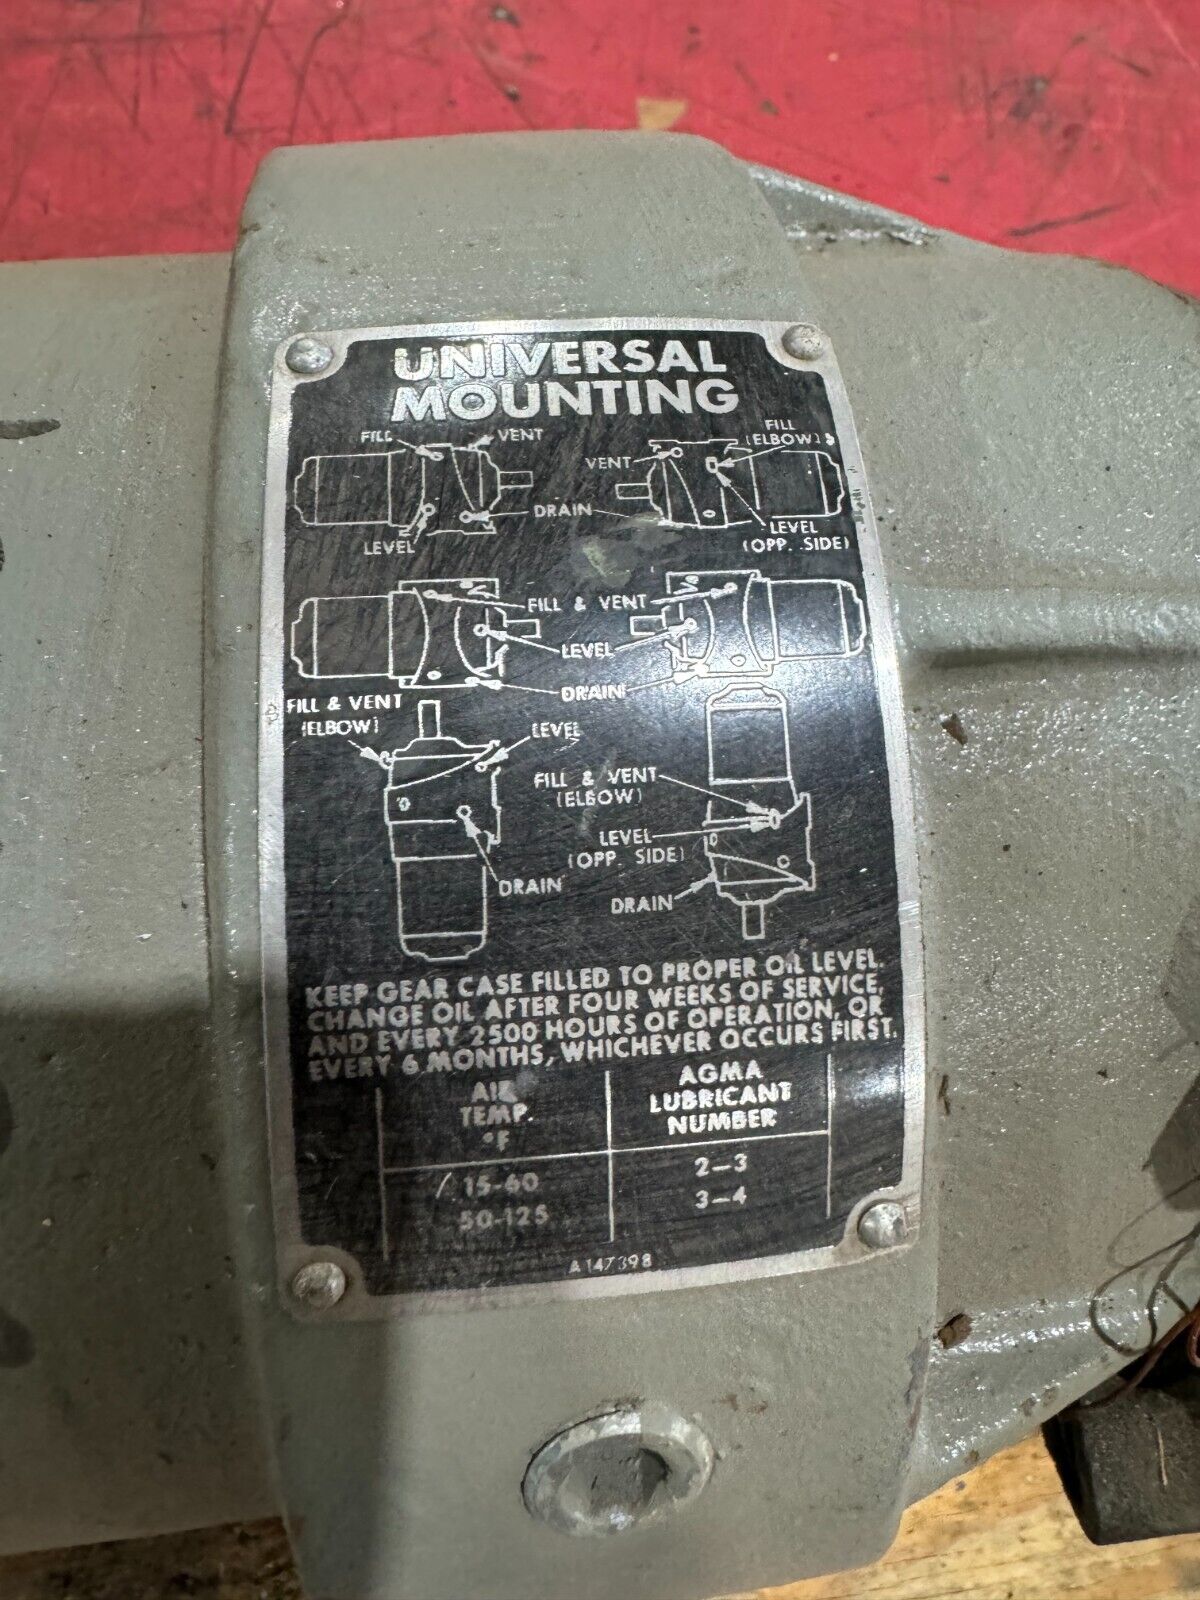 UNIVERSAL
MOUNTING
FILL
VENT
FILL
(ELBOW)
VENT
DRAIN
LEVEL
LEVEL
(OPP. SIDE)
FILL & VENT
LEVEL
DRAIN
FILL & VENT
(ELBOW)
LEVEL
FILL & VENT
(ELBOW)
LEVEL
(OPP. SIDE)
DRAIN
DRAIN
KEEP GEAR CASE FILLED TO PROPER OIL LEVEL.
CHANGE OIL AFTER FOUR WEEKS OF SERVICE,
AND EVERY 2500 HOURS OF OPERATION, OR
EVERY 6 MONTHS, WHICHEVER OCCURS FIRST.
AIR
TEMP.
°F
AGMA
LUBRICANT
NUMBER
15-60
2-3
50-125
3-4
A147398